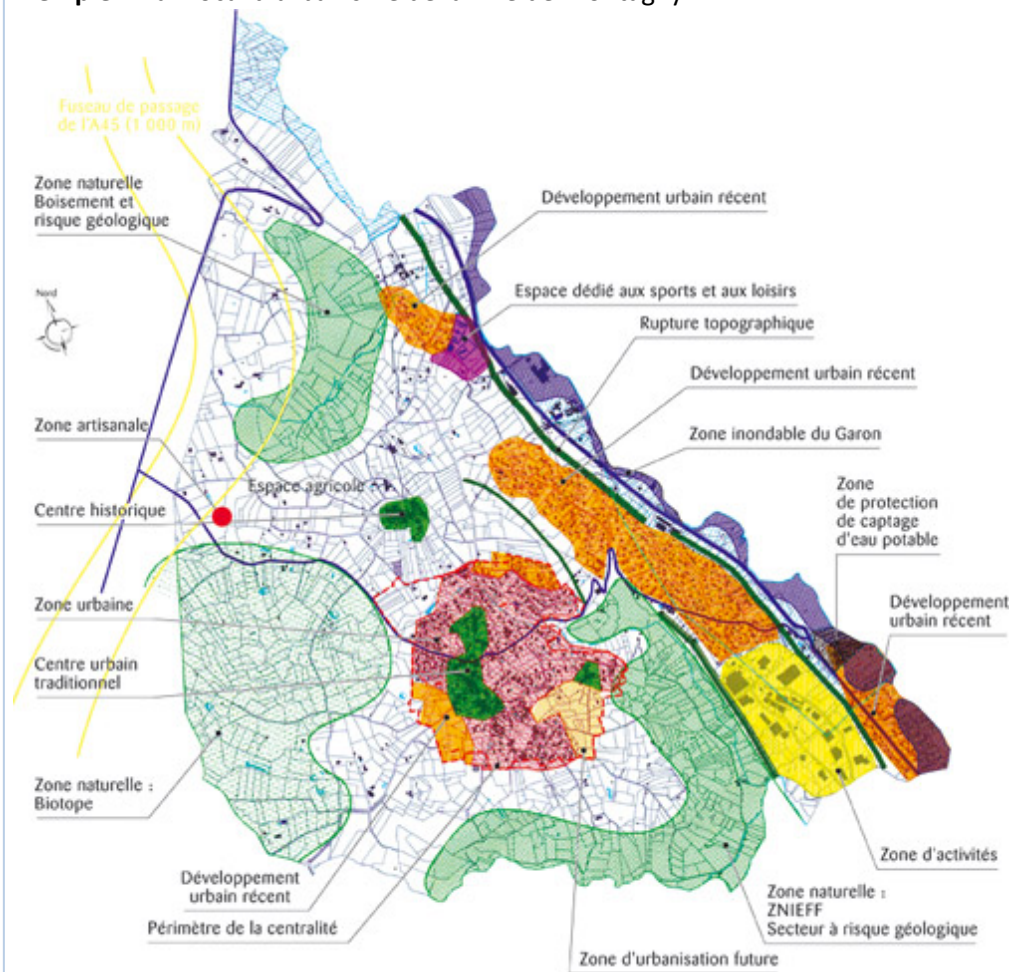 Fuseau de passage
de l'A45 (1 000 m)
Zone naturelle
Boisement et
risque géologique
Développement urbain récent
Nord
Espace dédié aux sports et aux loisirs
Rupture topographique
Développement urbain récent
Zone artisanale
Zone inondable du Garon
Espace agricole
Zone
de protection
de captage
d'eau potable
Centre historique
Zone urbaine
Développement
urbain récent
Centre urbain
traditionnel
Zone naturelle :
Biotope
Zone d'activités
Développement
urbain récent
Zone naturelle :
ZNIEFF
Secteur à risque géologique
Périmètre de la centralité
Zone d'urbanisation future